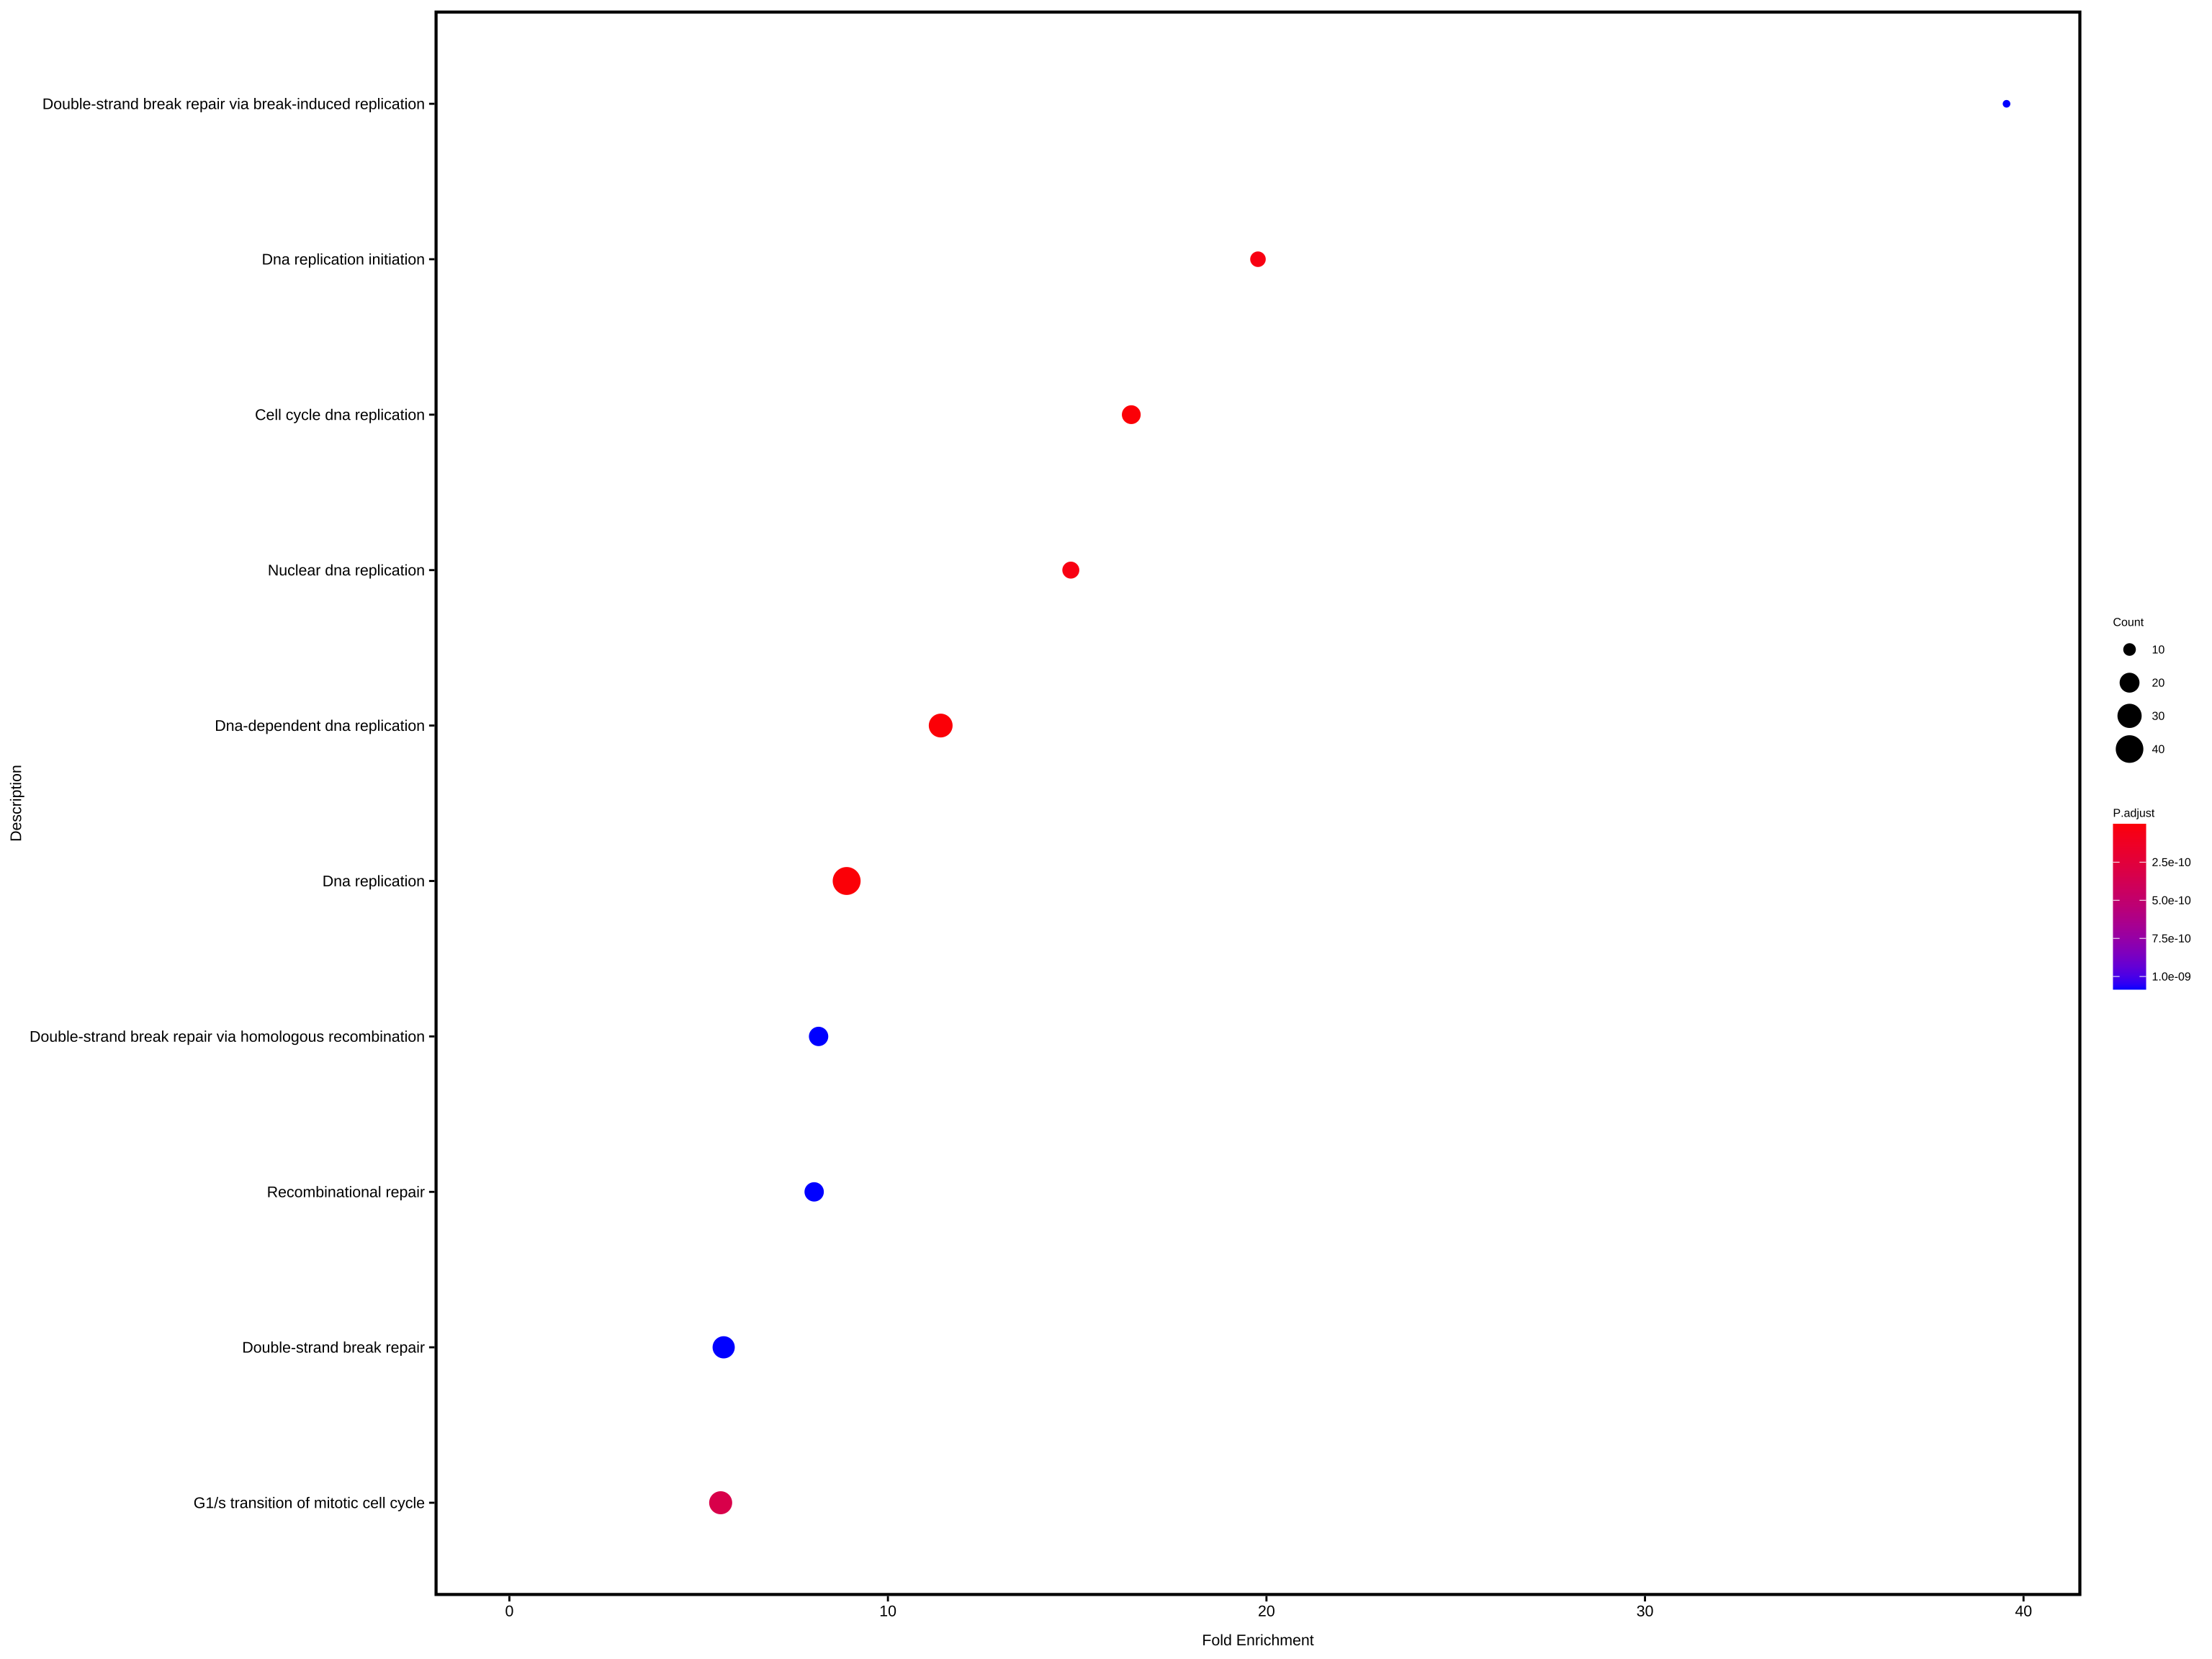 Double-strand break repair via break-induced replication
Dna replication initiation
Cell cycle dna replication
Nuclear dna replication
Dna-dependent dna replication
Dna replication
Double-strand break repair via homologous recombination
Recombinational repair
Double-strand break repair
G1/s transition of mitotic cell cycle
Description
0 10 20 30 40
Fold Enrichment
Count
10
20
30
40
P.adjust
2.5e-10
5.0e-10
7.5e-10
1.0e-09